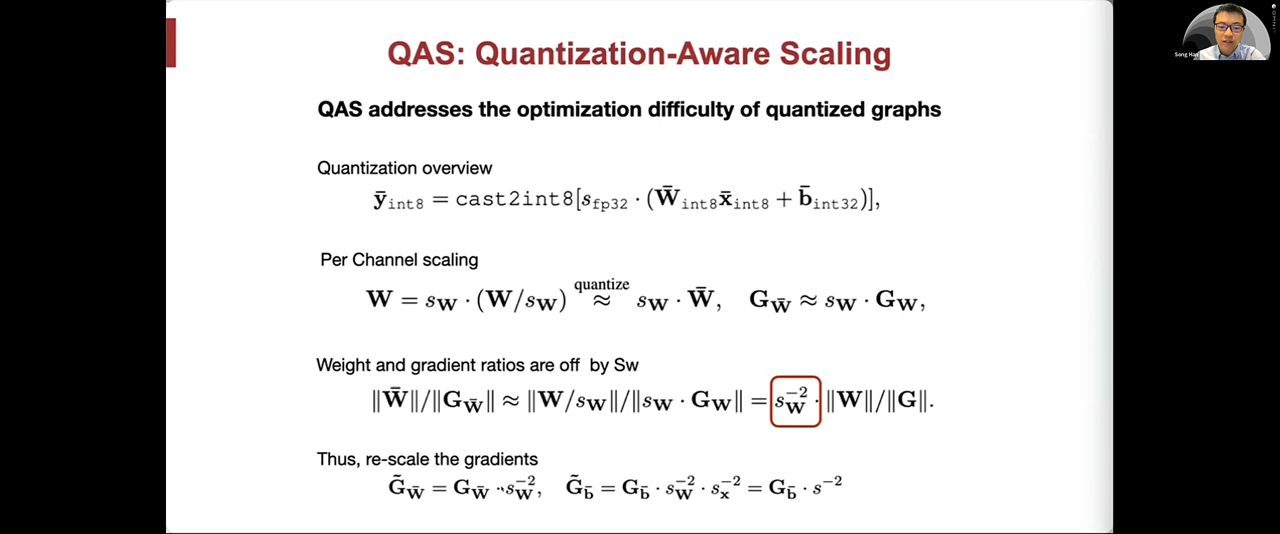 QAS: Quantization-Aware Scaling
Song Han
QAS addresses the optimization difficulty of quantized graphs
Quantization overview
ȳ_int8 = cast2int8[s_fp32 · (W̄_int8 x̄_int8 + b̄_int32)],
Per Channel scaling
W = s_W · (W/s_W) quantize ≈ s_W · W̄, G_W̄ ≈ s_W · G_W,
Weight and gradient ratios are off by Sw
‖W̄‖/‖G_W̄‖ ≈ ‖W/s_W‖/‖s_W · G_W‖ = s_W^-2 · ‖W‖/‖G‖.
Thus, re-scale the gradients
G̃_W̄ = G_W̄ · s_W^-2, G̃_b̄ = G_b̄ · s_W^-2 · s_x^-2 = G_b̄ · s^-2